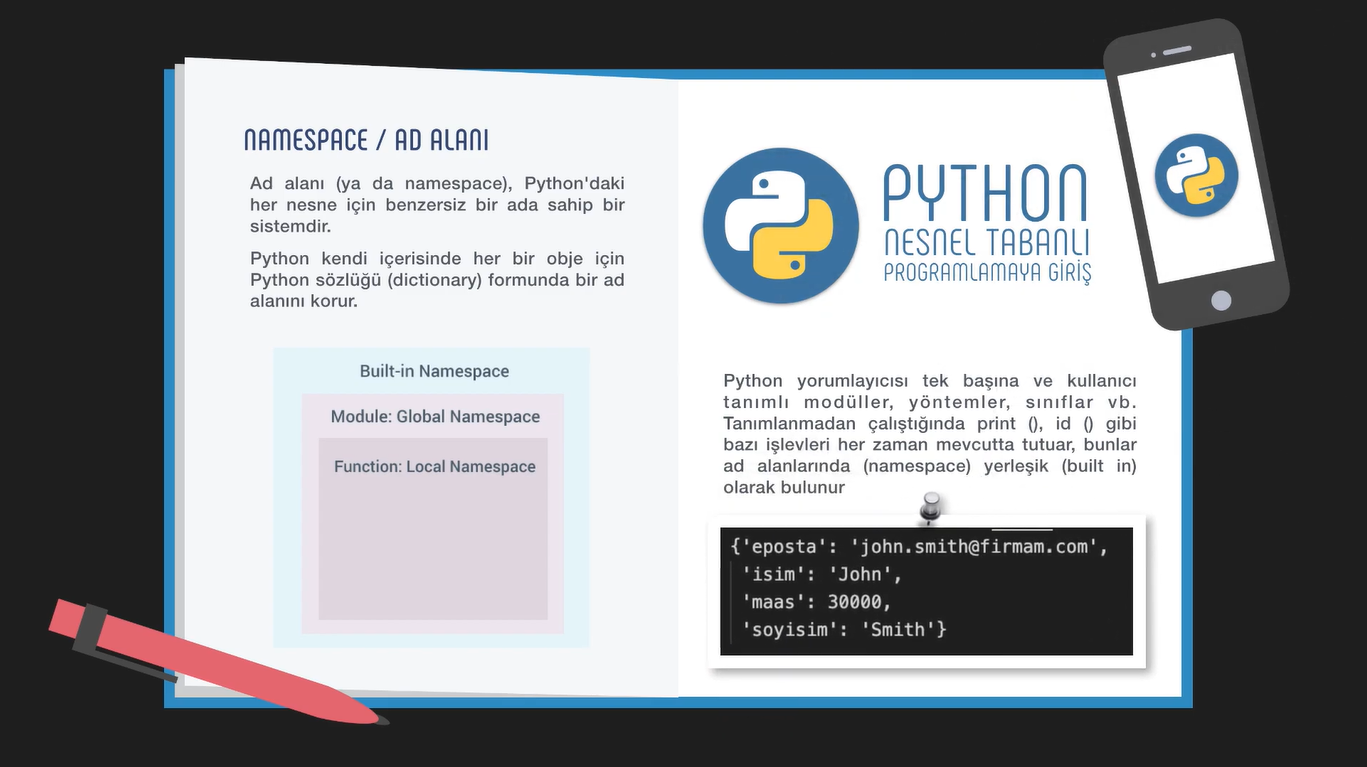 NAMESPACE / AD ALANI
Ad alanı (ya da namespace), Python'daki
her nesne için benzersiz bir ada sahip bir
sistemdir.
Python kendi içerisinde her bir obje için
Python sözlüğü (dictionary) formunda bir ad
alanını korur.
Built-in Namespace
Module: Global Namespace
Function: Local Namespace
PYTHON
NESNEL TABANLI
PROGRAMLAMAYA GİRİŞ
Python yorumlayıcısı tek başına ve kullanıcı
tanımlı modüller, yöntemler, sınıflar vb.
Tanımlanmadan çalıştığında print (), id () gibi
bazı işlevleri her zaman mevcutta tutuar, bunlar
ad alanlarında (namespace) yerleşik (built in)
olarak bulunur
{'eposta': 'john.smith@firmam.com',
'isim': 'John',
'maas': 30000,
'soyisim': 'Smith'}